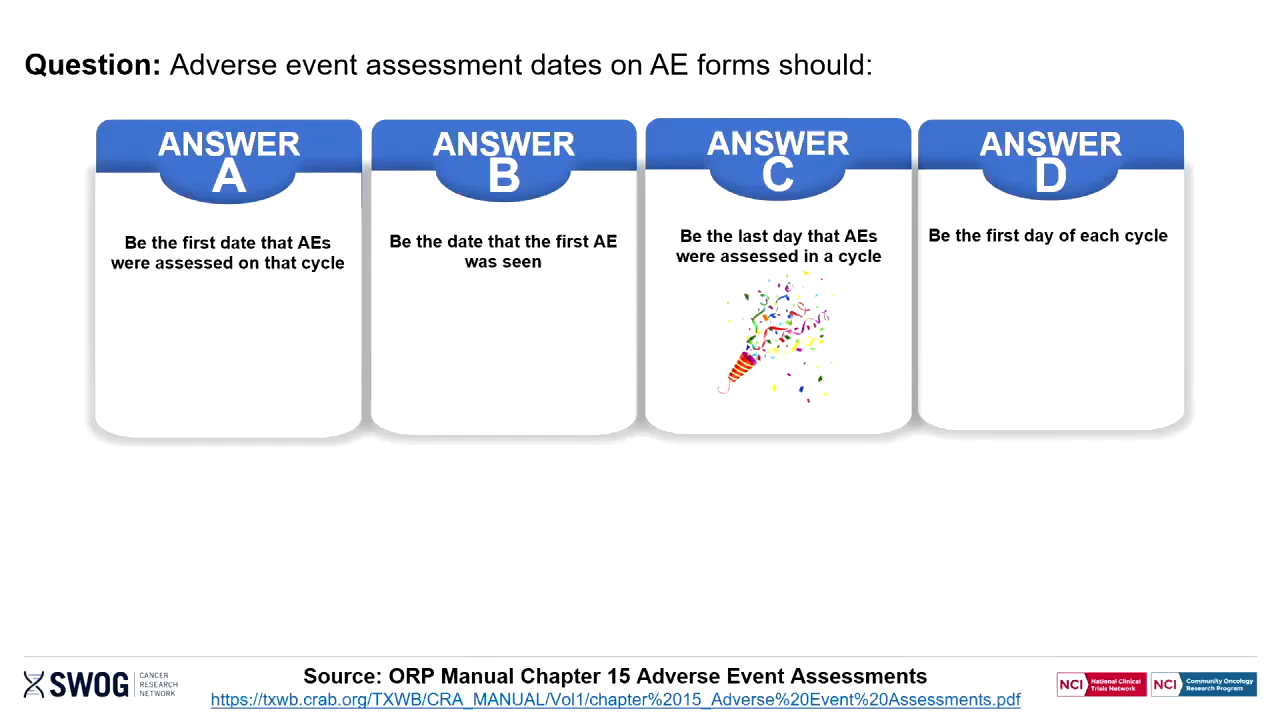 Question: Adverse event assessment dates on AE forms should:
ANSWER
A
Be the first date that AEs
were assessed on that cycle
ANSWER
B
Be the date that the first AE
was seen
ANSWER
C
Be the last day that AEs
were assessed in a cycle
ANSWER
D
Be the first day of each cycle
SWOG
CANCER
RESEARCH
NETWORK
Source: ORP Manual Chapter 15 Adverse Event Assessments
https://txwb.crab.org/TXWB/CRA_MANUAL/Vol1/chapter%2015_Adverse%20Event%20Assessments.pdf
NCI
National Clinical
Trials Network
NCI
Community Oncology
Research Program